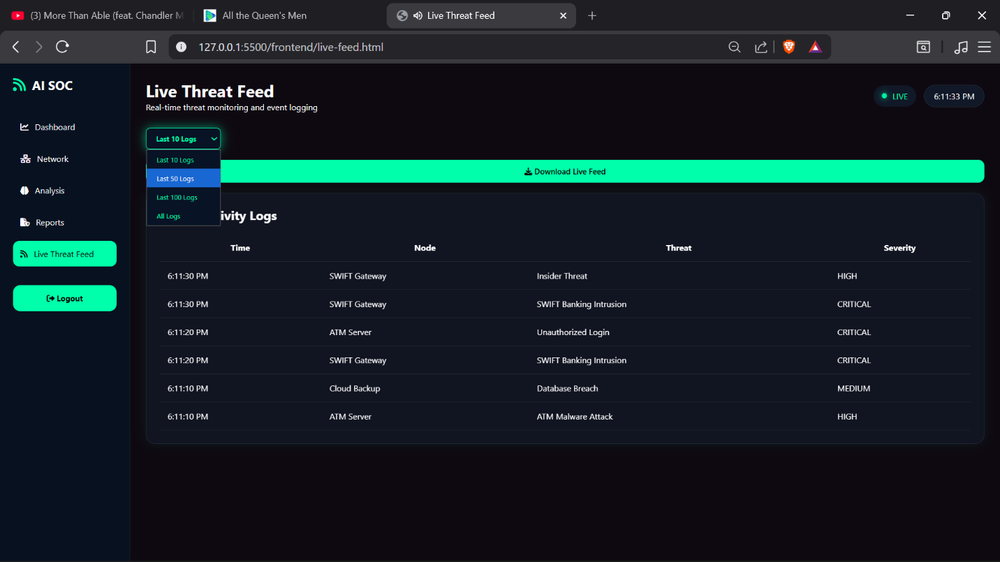 (3) More Than Able (feat. Chandler M
All the Queen's Men
Live Threat Feed
127.0.0.1:5500/frontend/live-feed.html
AI SOC
Dashboard
Network
Analysis
Reports
Live Threat Feed
Logout
Live Threat Feed
Real-time threat monitoring and event logging
LIVE
6:11:33 PM
Last 10 Logs
Last 10 Logs
Last 50 Logs
Last 100 Logs
All Logs
Download Live Feed
ivity Logs
Time Node Threat Severity
6:11:30 PM SWIFT Gateway Insider Threat HIGH
6:11:30 PM SWIFT Gateway SWIFT Banking Intrusion CRITICAL
6:11:20 PM ATM Server Unauthorized Login CRITICAL
6:11:20 PM SWIFT Gateway SWIFT Banking Intrusion CRITICAL
6:11:10 PM Cloud Backup Database Breach MEDIUM
6:11:10 PM ATM Server ATM Malware Attack HIGH